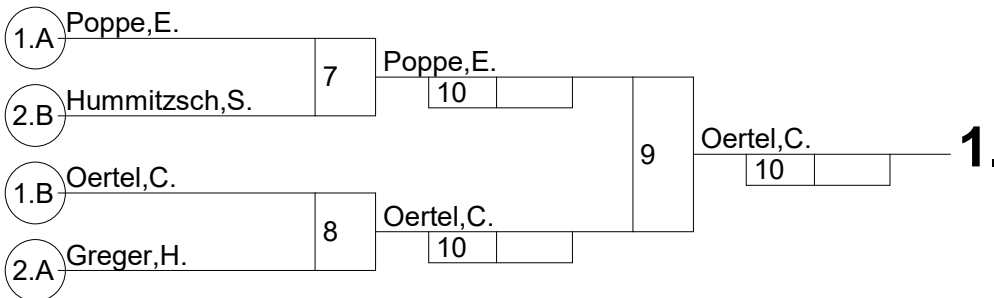 1.A Poppe,E.
7
Poppe,E.
10
2.B Hummitzsch,S.
9
Oertel,C.
1.
10
1.B Oertel,C.
8
Oertel,C.
10
2.A Greger,H.